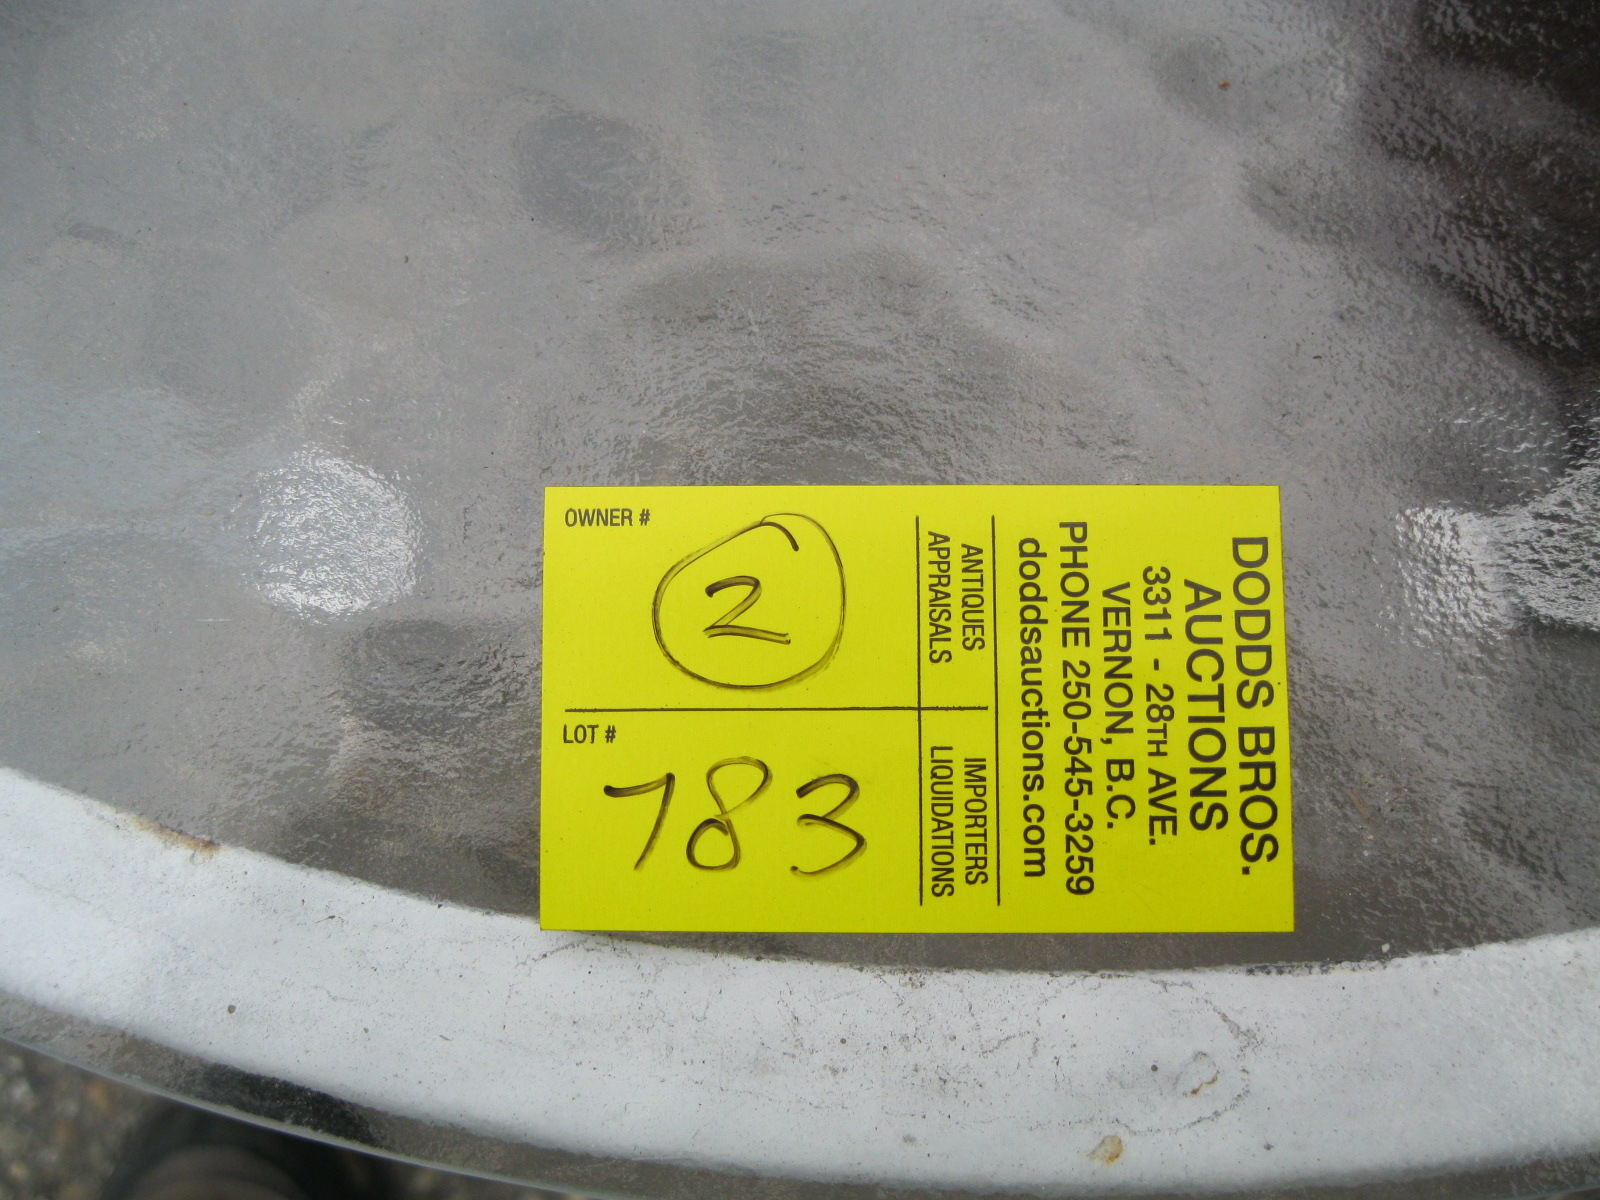 DODDS BROS.
AUCTIONS
3311 - 28TH AVE.
VERNON, B.C.
PHONE 250-545-3259
doddsauctions.com
ANTIQUES
APPRAISALS
IMPORTERS
LIQUIDATIONS
OWNER #
2
LOT #
783